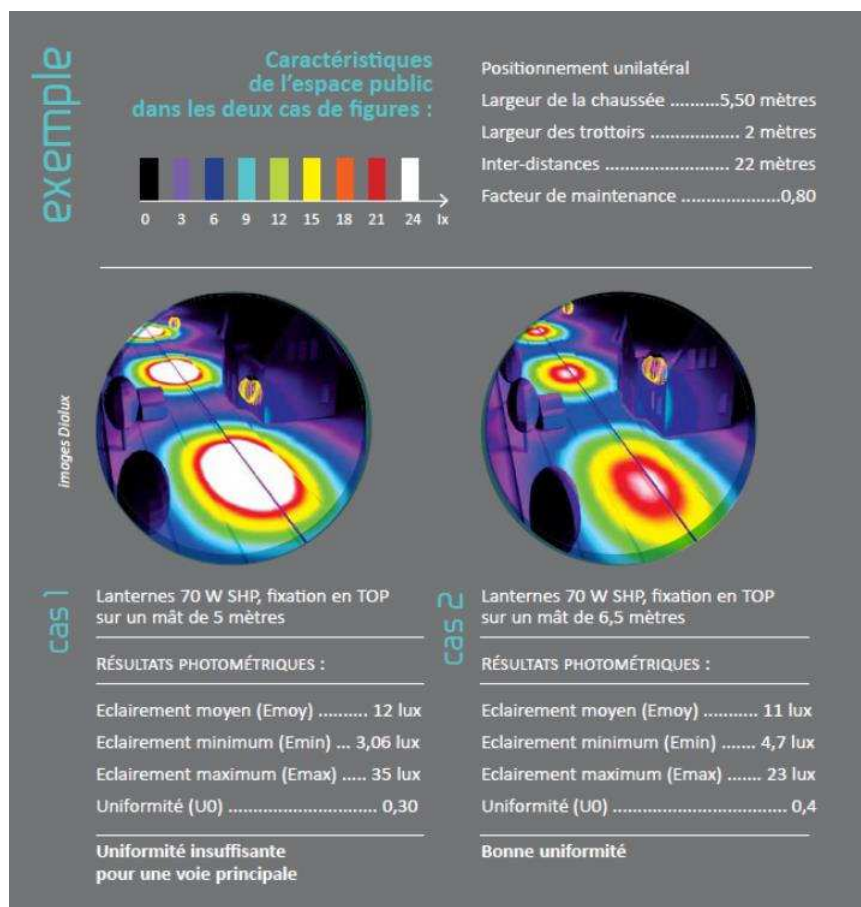 exemple
Caractéristiques
de l'espace public
dans les deux cas de figures :
0 3 6 9 12 15 18 21 24 lx
Positionnement unilatéral
Largeur de la chaussée ..........5,50 mètres
Largeur des trottoirs .................. 2 mètres
Inter-distances ......................... 22 mètres
Facteur de maintenance ....................0,80
images Dialux
cas 1
Lanternes 70 W SHP, fixation en TOP
sur un mât de 5 mètres
RÉSULTATS PHOTOMÉTRIQUES :
Eclairement moyen (Emoy) .......... 12 lux
Eclairement minimum (Emin) ... 3,06 lux
Eclairement maximum (Emax) ..... 35 lux
Uniformité (U0) .............................. 0,30
Uniformité insuffisante
pour une voie principale
cas 2
Lanternes 70 W SHP, fixation en TOP
sur un mât de 6,5 mètres
RÉSULTATS PHOTOMÉTRIQUES :
Eclairement moyen (Emoy) ........... 11 lux
Eclairement minimum (Emin) ....... 4,7 lux
Eclairement maximum (Emax) ....... 23 lux
Uniformité (U0) ................................... 0,4
Bonne uniformité